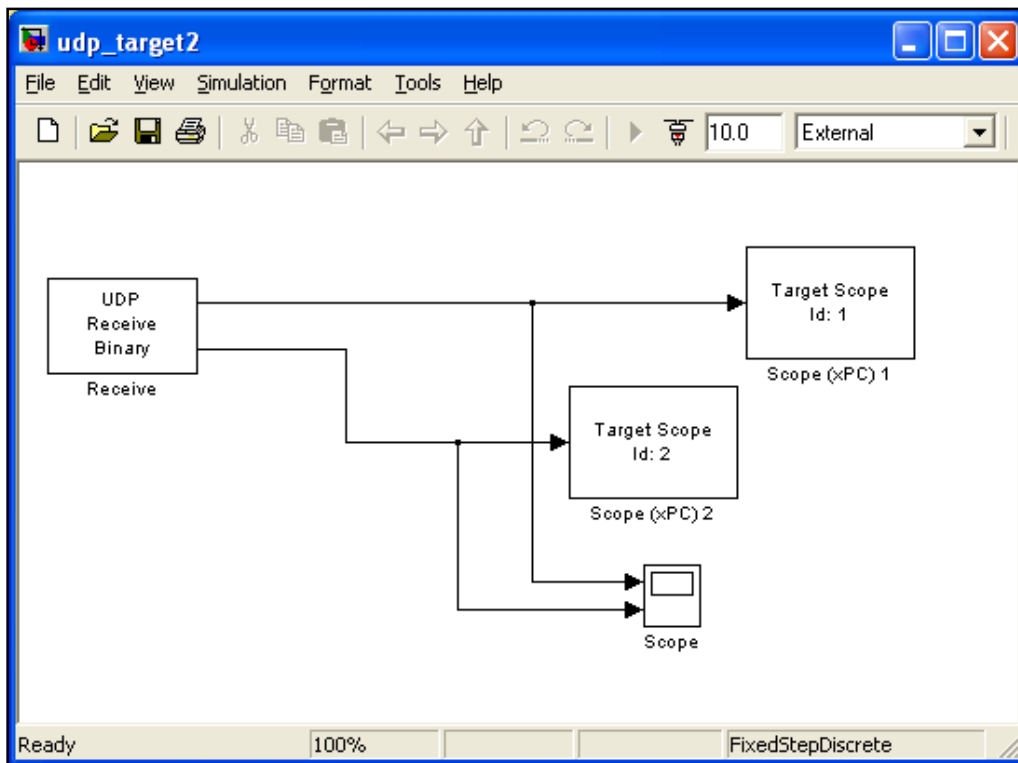 udp_target2
File Edit View Simulation Format Tools Help
10.0 External
UDP
Receive
Binary
Receive
Target Scope
Id: 1
Scope (xPC) 1
Target Scope
Id: 2
Scope (xPC) 2
Scope
Ready 100% FixedStepDiscrete